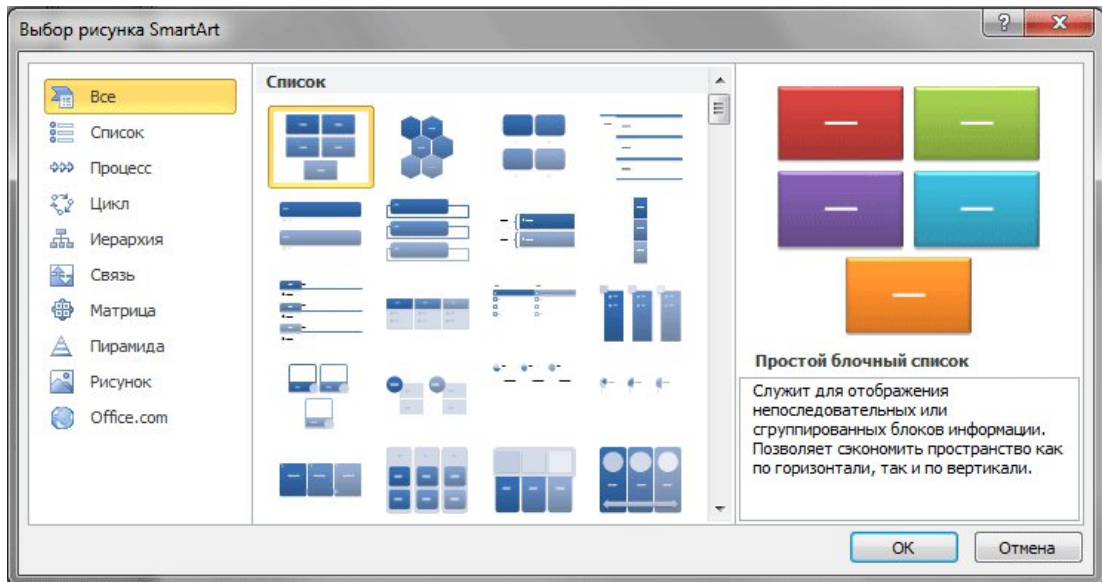 Выбор рисунка SmartArt
Все
Список
Процесс
Цикл
Иерархия
Связь
Матрица
Пирамида
Рисунок
Office.com
Список
Простой блочный список
Служит для отображения
непоследовательных или
сгруппированных блоков информации.
Позволяет сэкономить пространство как
по горизонтали, так и по вертикали.
ОК
Отмена